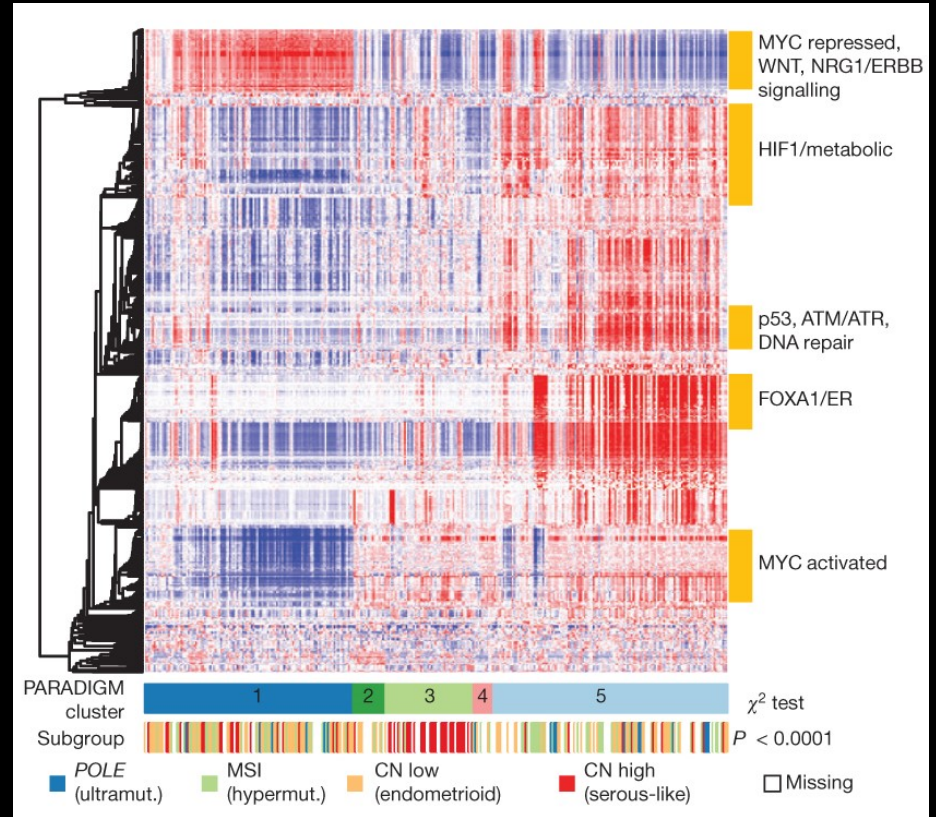 MYC repressed,
WNT, NRG1/ERBB
signalling
HIF1/metabolic
p53, ATM/ATR,
DNA repair
FOXA1/ER
MYC activated
PARADIGM
cluster
1
2
3
4
5
χ² test
Subgroup
P < 0.0001
POLE
(ultramut.)
MSI
(hypermut.)
CN low
(endometrioid)
CN high
(serous-like)
Missing